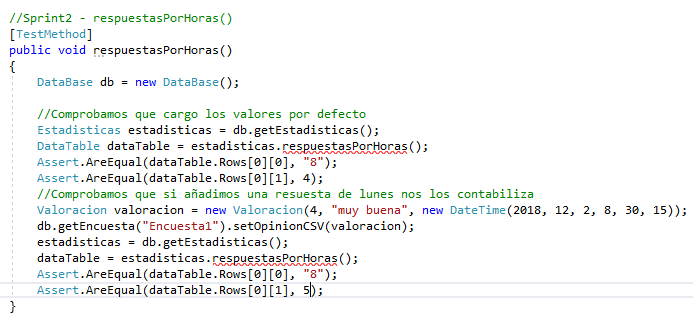 //Sprint2 - respuestasPorHoras()
[TestMethod]
public void respuestasPorHoras()
{
DataBase db = new DataBase();
//Comprobamos que cargo los valores por defecto
Estadisticas estadisticas = db.getEstadisticas();
DataTable dataTable = estadisticas.respuestasPorHoras();
Assert.AreEqual(dataTable.Rows[0][0], "8");
Assert.AreEqual(dataTable.Rows[0][1], 4);
//Comprobamos que si añadimos una resuesta de lunes nos los contabiliza
Valoracion valoracion = new Valoracion(4, "muy buena", new DateTime(2018, 12, 2, 8, 30, 15));
db.getEncuesta("Encuesta1").setOpinionCSV(valoracion);
estadisticas = db.getEstadisticas();
dataTable = estadisticas.respuestasPorHoras();
Assert.AreEqual(dataTable.Rows[0][0], "8");
Assert.AreEqual(dataTable.Rows[0][1], 5);
}